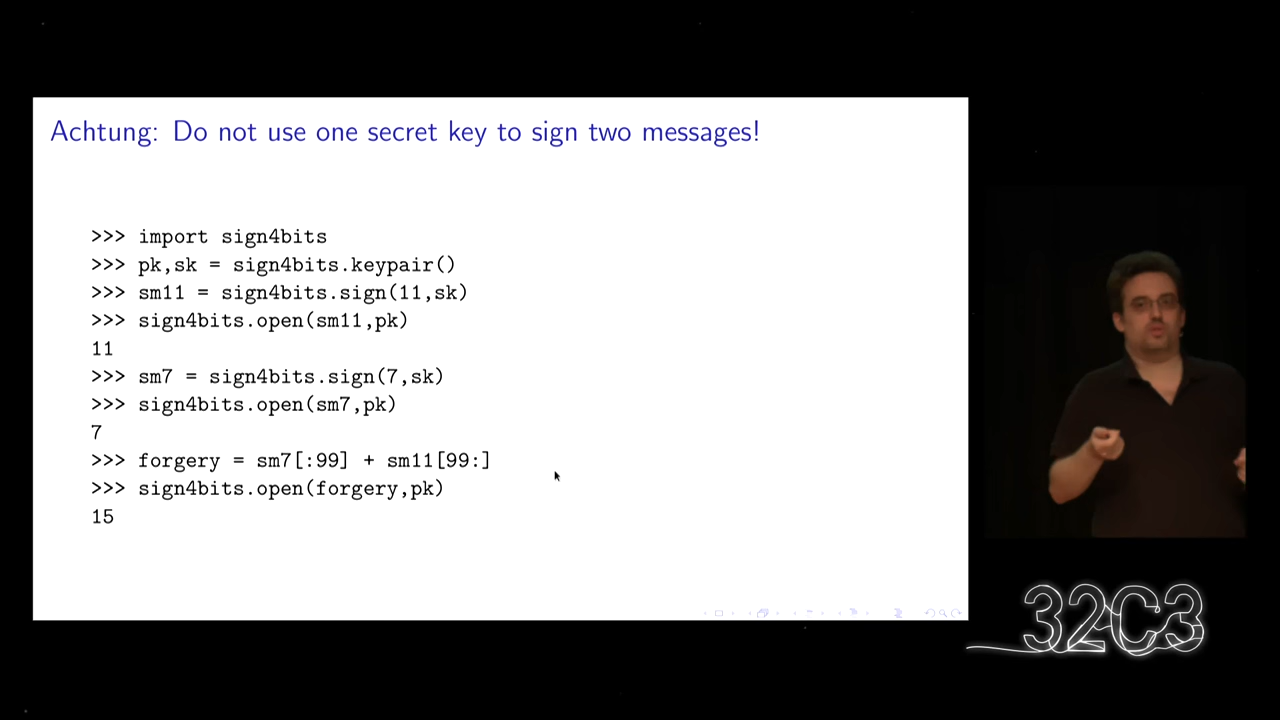 Achtung: Do not use one secret key to sign two messages!
>>> import sign4bits
>>> pk,sk = sign4bits.keypair()
>>> sm11 = sign4bits.sign(11,sk)
>>> sign4bits.open(sm11,pk)
11
>>> sm7 = sign4bits.sign(7,sk)
>>> sign4bits.open(sm7,pk)
7
>>> forgery = sm7[:99] + sm11[99:]
>>> sign4bits.open(forgery,pk)
15
32C3